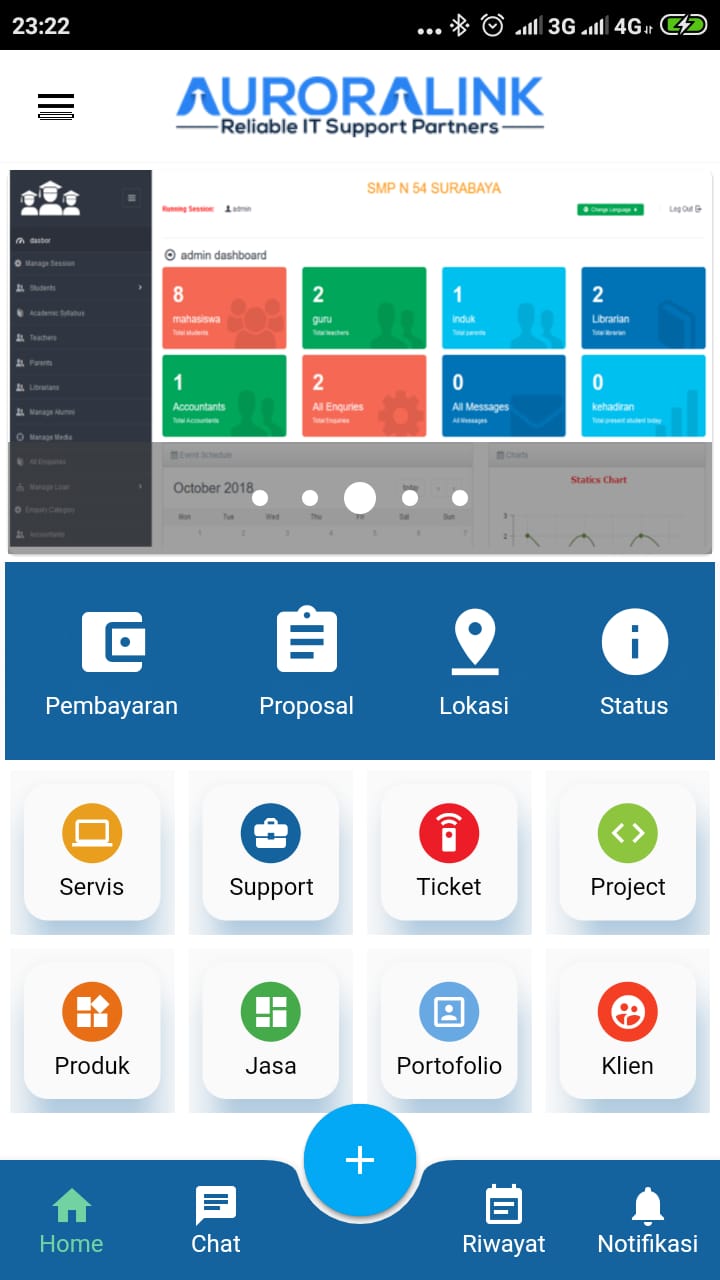 23:22
3G
4G
AURORALINK
Reliable IT Support Partners
SMP N 54 SURABAYA
Running Session:
admin
Change Language
Log Out
dasbor
admin dashboard
Manage Session
Students
Academic Syllabus
Teachers
Parents
Librarians
Manage Alumni
Manage Media
All Enquiries
Manage Loan
Enquiry Category
Accountants
8
mahasiswa
Total students
2
guru
Total teachers
1
induk
Total parents
2
Librarian
Total librarian
1
Accountants
Total Accountants
2
All Enquries
Total Enquiries
0
All Messages
All Messages
0
kehadiran
Total present student today
Event Schedule
Charts
October 2018
today
Statics Chart
Mon Tue Wed Thu Fri Sat Sun
1 2 3 4 5 6 7
3
2
Pembayaran
Proposal
Lokasi
Status
Servis
Support
Ticket
Project
Produk
Jasa
Portofolio
Klien
Home
Chat
Riwayat
Notifikasi